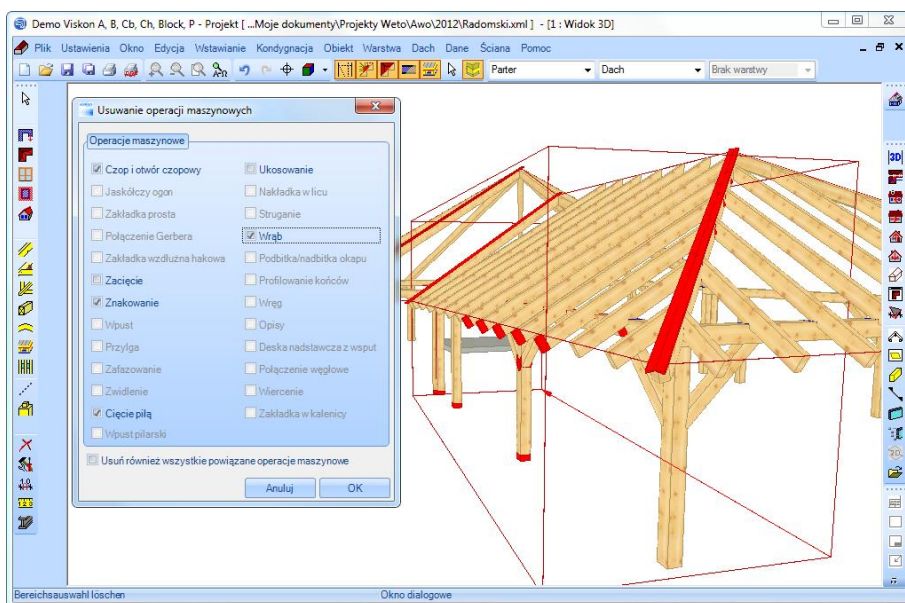 Demo Viskon A, B, Cb, Ch, Block, P - Projekt [ ...Moje dokumenty\Projekty Weto\Awo\2012\Radomski.xml ] - [1 : Widok 3D]
Plik Ustawienia Okno Edycja Wstawianie Kondygnacja Obiekt Warstwa Dach Dane Ściana Pomoc
Parter Dach Brak warstwy
Usuwanie operacji maszynowych
Operacje maszynowe
Czop i otwór czopowy Ukosowanie
Jaskółczy ogon Nakładka w licu
Zakładka prosta Struganie
Połączenie Gerbera Wrąb
Zakładka wzdłużna hakowa Podbitka/nadbitka okapu
Zacięcie Profilowanie końców
Znakowanie Wręg
Wpust Opisy
Przylga Deska nadstawcza z wsput
Zafazowanie Połączenie węgłowe
Zwidlenie Wiercenie
Cięcie piłą Zakładka w kalenicy
Wpust pilarski
Usuń również wszystkie powiązane operacje maszynowe
Anuluj OK
3D
Bereichsauswahl löschen Okno dialogowe